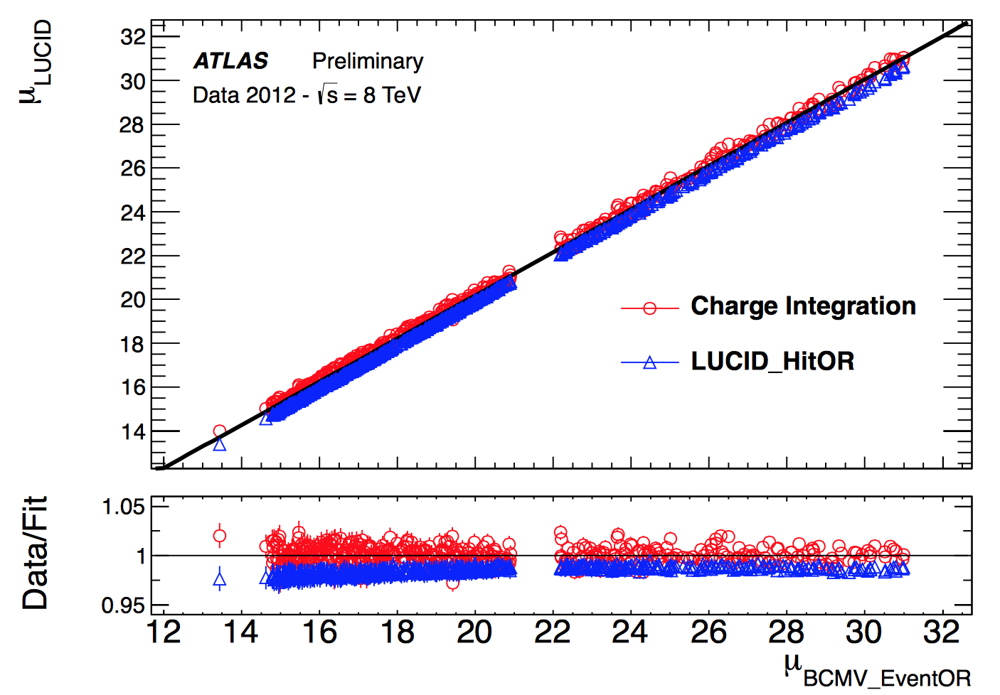 μLUCID
32
30
28
26
24
22
20
18
16
14
ATLAS Preliminary
Data 2012 - √s = 8 TeV
Charge Integration
LUCID_HitOR
Data/Fit
1.05
1
0.95
12 14 16 18 20 22 24 26 28 30 32
μBCMV_EventOR